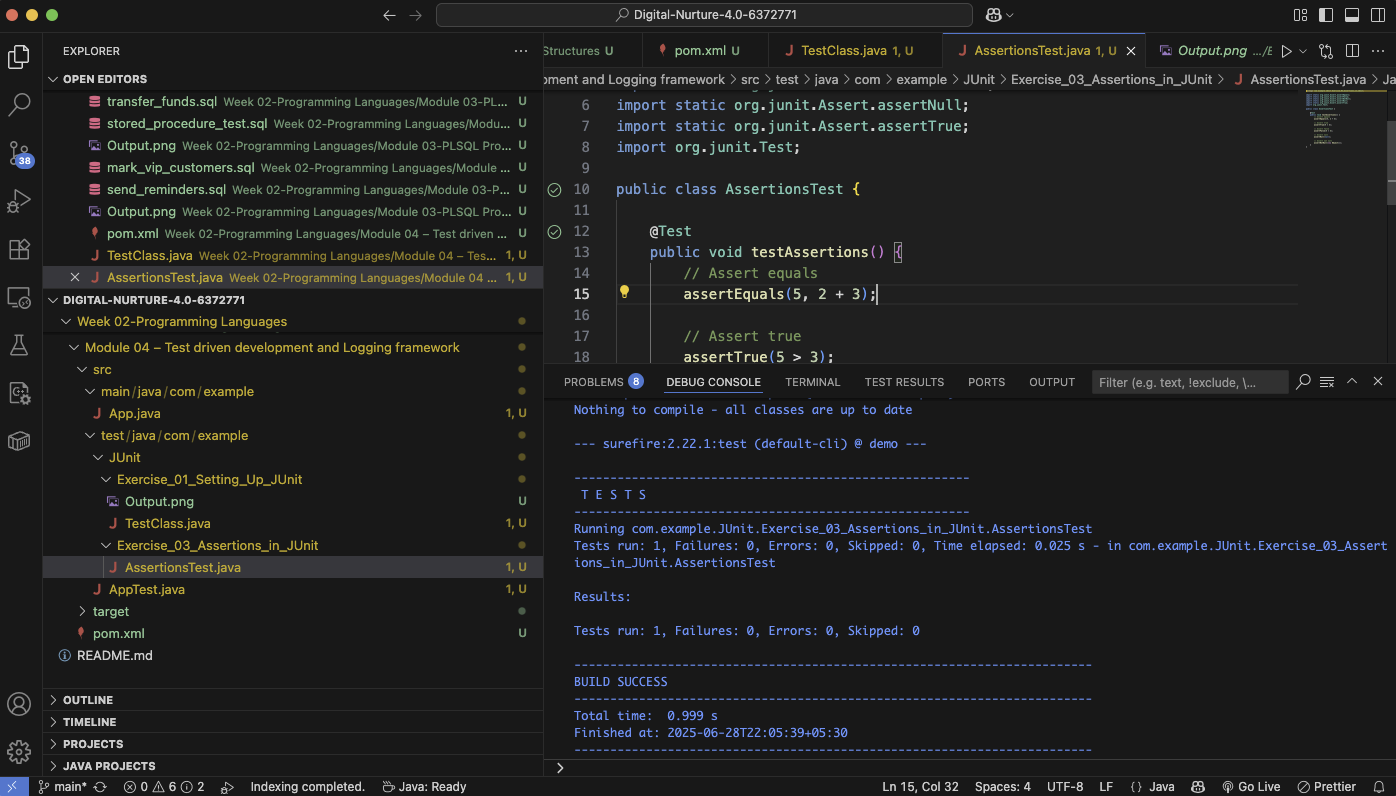 Digital-Nurture-4.0-6372771
EXPLORER
OPEN EDITORS
transfer_funds.sql Week 02-Programming Languages/Module 03-PL... U
stored_procedure_test.sql Week 02-Programming Languages/Modu... U
Output.png Week 02-Programming Languages/Module 03-PLSQL Pro... U
mark_vip_customers.sql Week 02-Programming Languages/Module ... U
send_reminders.sql Week 02-Programming Languages/Module 03-P... U
Output.png Week 02-Programming Languages/Module 03-PLSQL Pro... U
pom.xml Week 02-Programming Languages/Module 04 – Test driven ... U
TestClass.java Week 02-Programming Languages/Module 04 – Tes... 1, U
AssertionsTest.java Week 02-Programming Languages/Module 04 ... 1, U
DIGITAL-NURTURE-4.0-6372771
Week 02-Programming Languages
Module 04 – Test driven development and Logging framework
src
main/java/com/example
App.java 1, U
test/java/com/example
JUnit
Exercise_01_Setting_Up_JUnit
Output.png U
TestClass.java 1, U
Exercise_03_Assertions_in_JUnit
AssertionsTest.java 1, U
AppTest.java 1, U
target
pom.xml U
README.md
OUTLINE
TIMELINE
PROJECTS
JAVA PROJECTS
38
Structures U pom.xml U TestClass.java 1, U AssertionsTest.java 1, U Output.png .../E
pment and Logging framework > src > test > java > com > example > JUnit > Exercise_03_Assertions_in_JUnit > AssertionsTest.java > Ja
6 import static org.junit.Assert.assertNull;
7 import static org.junit.Assert.assertTrue;
8 import org.junit.Test;
9
10 public class AssertionsTest {
11
12 @Test
13 public void testAssertions() {
14 // Assert equals
15 assertEquals(5, 2 + 3);
16
17 // Assert true
18 assertTrue(5 > 3);
PROBLEMS 8 DEBUG CONSOLE TERMINAL TEST RESULTS PORTS OUTPUT Filter (e.g. text, !exclude, \...
Nothing to compile - all classes are up to date
--- surefire:2.22.1:test (default-cli) @ demo ---
-------------------------------------------------------
T E S T S
-------------------------------------------------------
Running com.example.JUnit.Exercise_03_Assertions_in_JUnit.AssertionsTest
Tests run: 1, Failures: 0, Errors: 0, Skipped: 0, Time elapsed: 0.025 s - in com.example.JUnit.Exercise_03_Assert
ions_in_JUnit.AssertionsTest
Results:
Tests run: 1, Failures: 0, Errors: 0, Skipped: 0
------------------------------------------------------------------------
BUILD SUCCESS
------------------------------------------------------------------------
Total time:  0.999 s
Finished at: 2025-06-28T22:05:39+05:30
------------------------------------------------------------------------
main* 0 6 2 Indexing completed. Java: Ready Ln 15, Col 32 Spaces: 4 UTF-8 LF {} Java Go Live Prettier